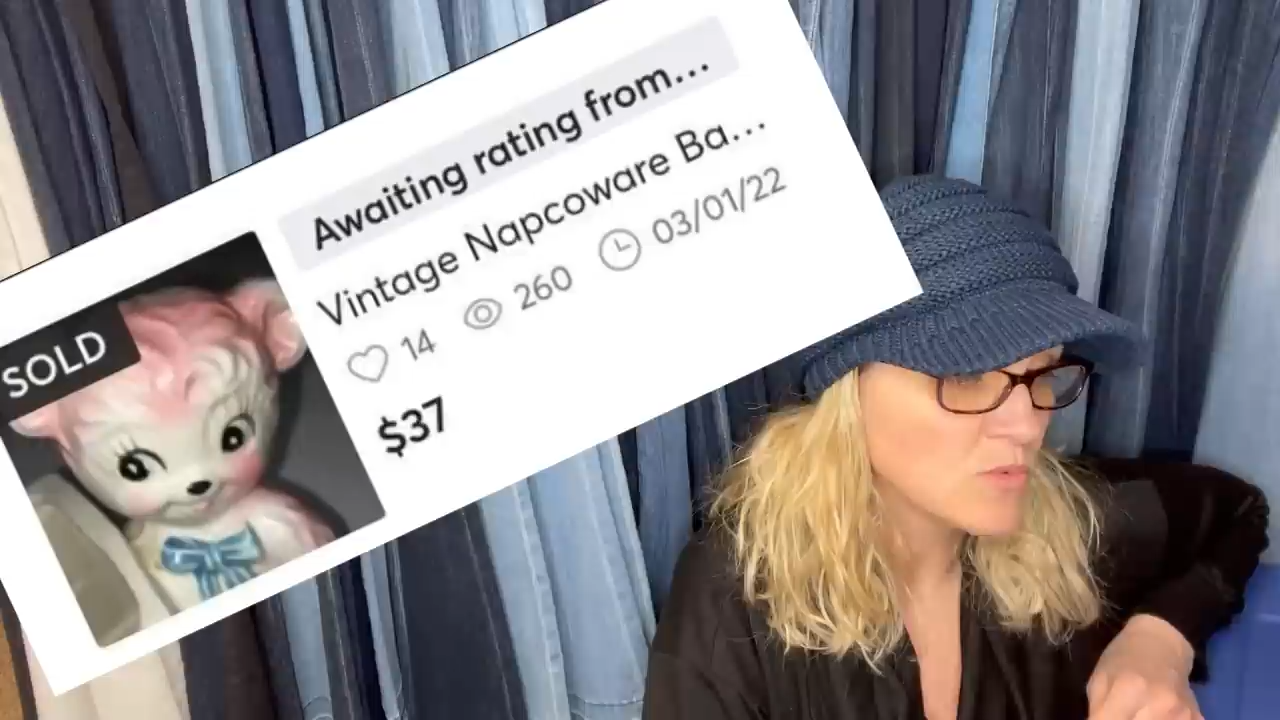 Awaiting rating from...
Vintage Napcoware Ba...
14 260 03/01/22
$37
SOLD